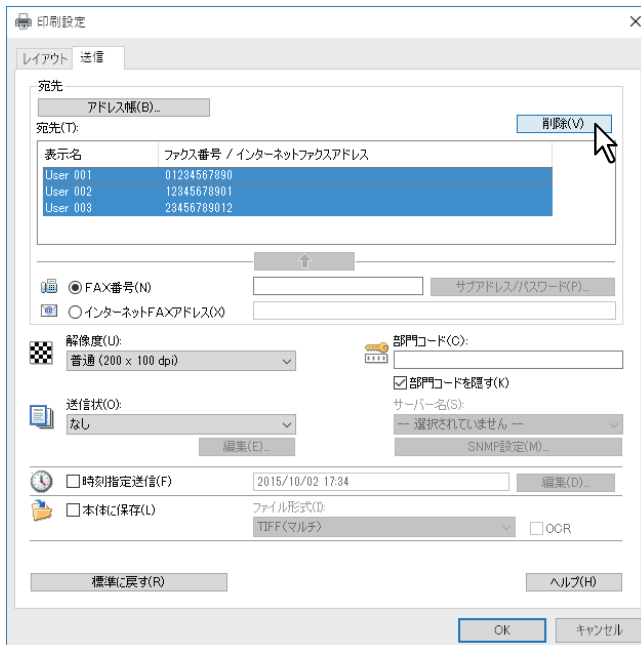 印刷設定
レイアウト 送信
宛先
アドレス帳(B)...
宛先(T):
削除(V)
表示名 ファクス番号 / インターネットファクスアドレス
User 001 01234567890
User 002 12345678901
User 003 23456789012
FAX番号(N)
サブアドレス/パスワード(P)...
インターネットFAXアドレス(X)
解像度(U):
普通 (200 x 100 dpi)
部門コード(C):
部門コードを隠す(K)
送信状(O):
なし
編集(E)...
サーバー名(S):
-- 選択されていません --
SNMP設定(M)...
時刻指定送信(F) 2015/10/02 17:34 編集(D)...
本体に保存(L)
ファイル形式(I):
TIFF(マルチ)
OCR
標準に戻す(R) ヘルプ(H)
OK キャンセル